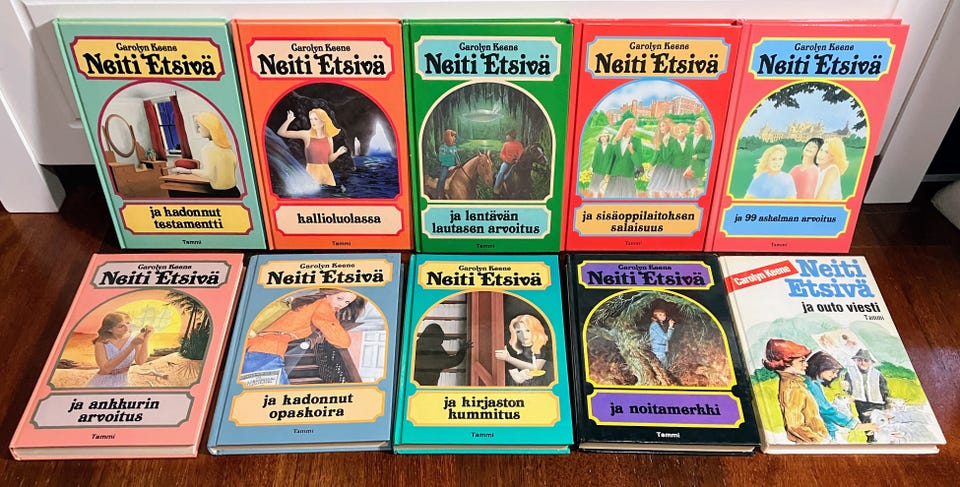 Carolyn Keene
Neiti Etsivä
ja kadonnut
testamentti
Tammi
Carolyn Keene
Neiti Etsivä
kallioluolassa
Tammi
Carolyn Keene
Neiti Etsivä
ja lentävän
lautasen arvoitus
Tammi
Carolyn Keene
Neiti Etsivä
ja sisäoppilaitoksen
salaisuus
Tammi
Carolyn Keene
Neiti Etsivä
ja 99 askelman arvoitus
Tammi
Carolyn Keene
Neiti Etsivä
ja ankkurin
arvoitus
Tammi
Carolyn Keene
Neiti Etsivä
ja kadonnut
opaskoira
Tammi
Carolyn Keene
Neiti Etsivä
ja kirjaston
kummitus
Tammi
Carolyn Keene
Neiti Etsivä
ja noitamerkki
Tammi
Carolyn Keene
Neiti
Etsivä
ja outo viesti
Tammi